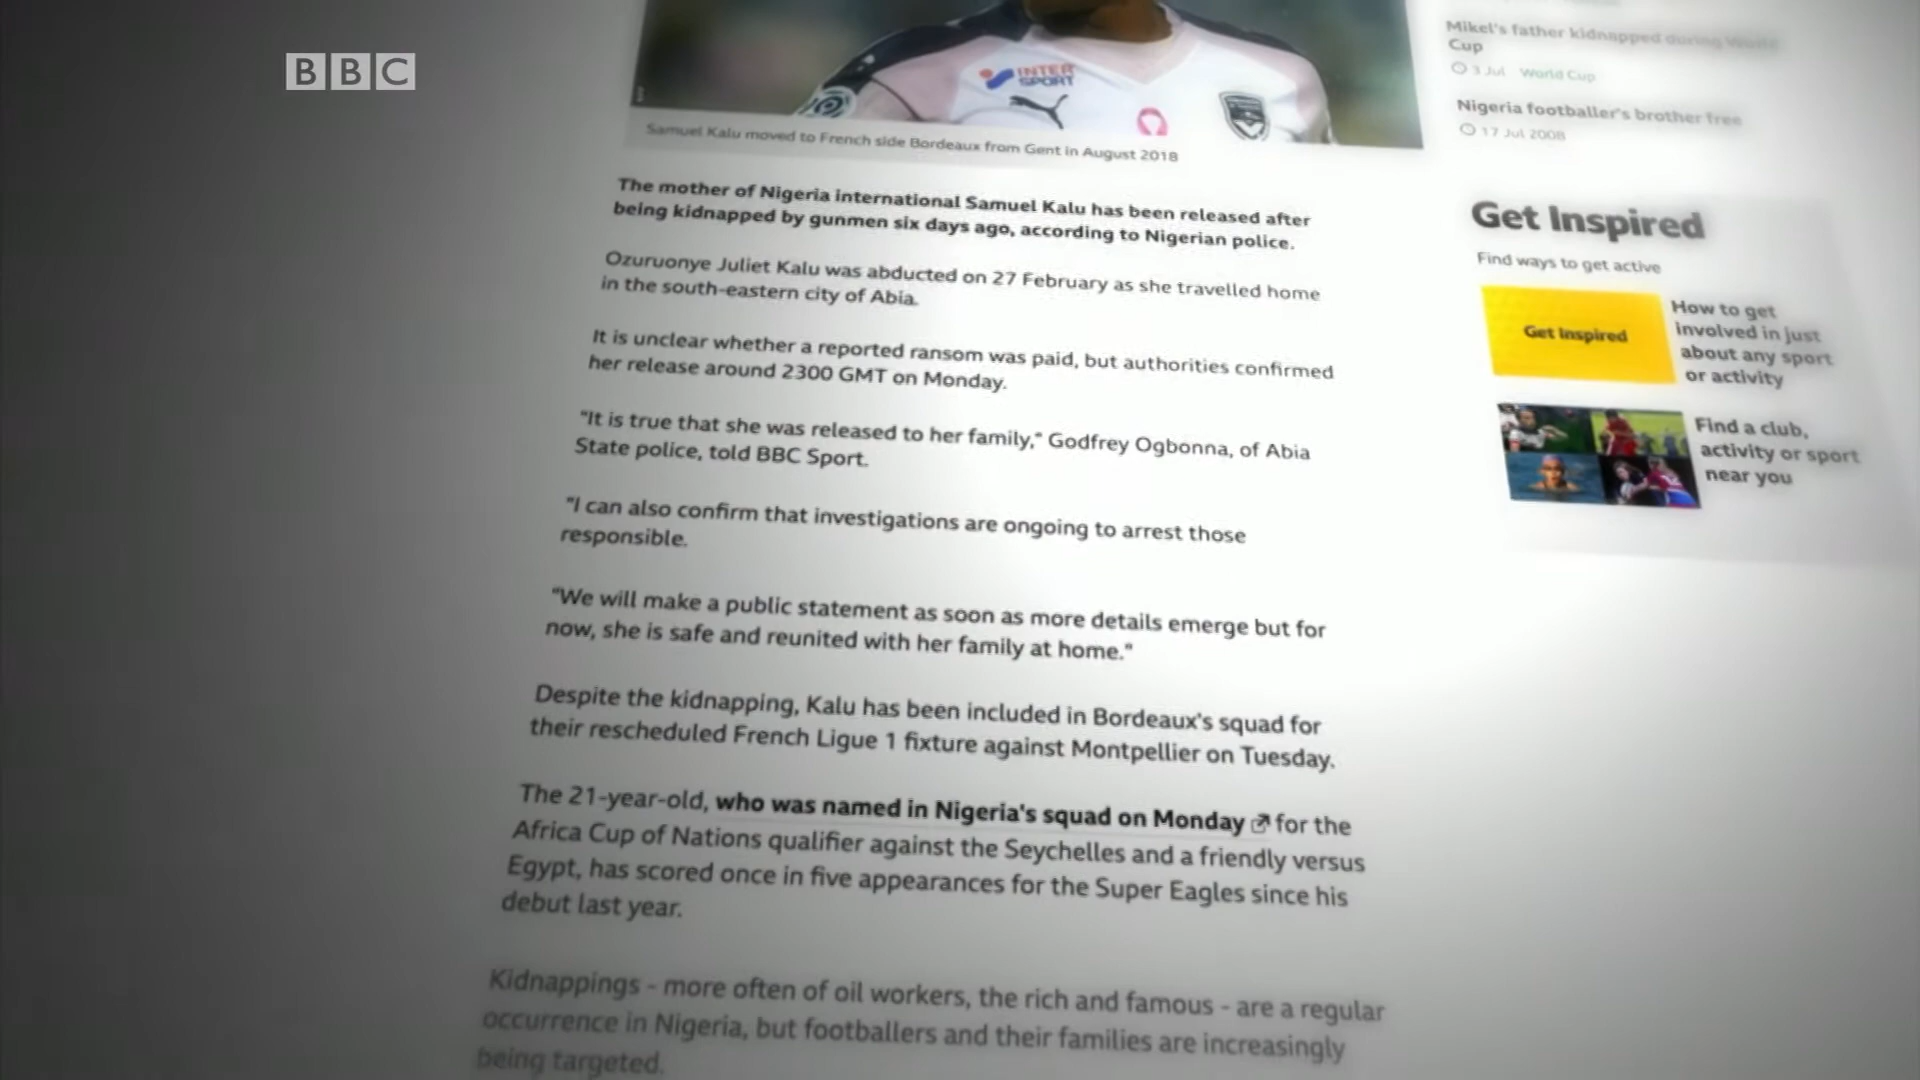 BBC
INTER
SPORT
Samuel Kalu moved to French side Bordeaux from Gent in August 2018
The mother of Nigeria international Samuel Kalu has been released after
being kidnapped by gunmen six days ago, according to Nigerian police.
Ozuruonye Juliet Kalu was abducted on 27 February as she travelled home
in the south-eastern city of Abia.
It is unclear whether a reported ransom was paid, but authorities confirmed
her release around 2300 GMT on Monday.
"It is true that she was released to her family," Godfrey Ogbonna, of Abia
State police, told BBC Sport.
"I can also confirm that investigations are ongoing to arrest those
responsible.
"We will make a public statement as soon as more details emerge but for
now, she is safe and reunited with her family at home."
Despite the kidnapping, Kalu has been included in Bordeaux's squad for
their rescheduled French Ligue 1 fixture against Montpellier on Tuesday.
The 21-year-old, who was named in Nigeria's squad on Monday for the
Africa Cup of Nations qualifier against the Seychelles and a friendly versus
Egypt, has scored once in five appearances for the Super Eagles since his
debut last year.
Kidnappings - more often of oil workers, the rich and famous - are a regular
occurrence in Nigeria, but footballers and their families are increasingly
being targeted.
Mikel's father kidnapped during World
Cup
3 Jul World Cup
Nigeria footballer's brother free
17 Jul 2008
Get Inspired
Find ways to get active
Get Inspired
How to get
involved in just
about any sport
or activity
Find a club,
activity or sport
near you